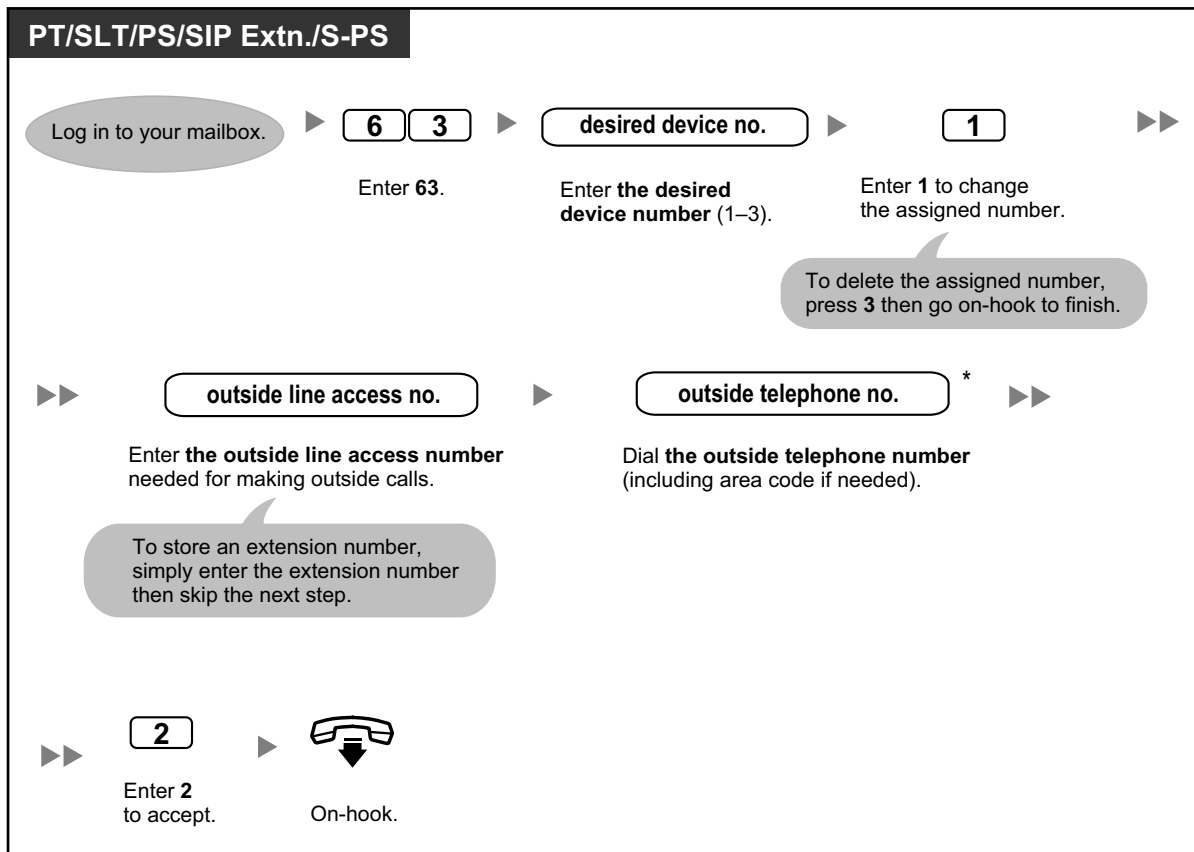 PT/SLT/PS/SIP Extn./S-PS
Log in to your mailbox.
6 3
Enter 63.
desired device no.
Enter the desired
device number (1–3).
1
Enter 1 to change
the assigned number.
To delete the assigned number,
press 3 then go on-hook to finish.
outside line access no.
Enter the outside line access number
needed for making outside calls.
To store an extension number,
simply enter the extension number
then skip the next step.
outside telephone no. *
Dial the outside telephone number
(including area code if needed).
2
Enter 2
to accept.
On-hook.